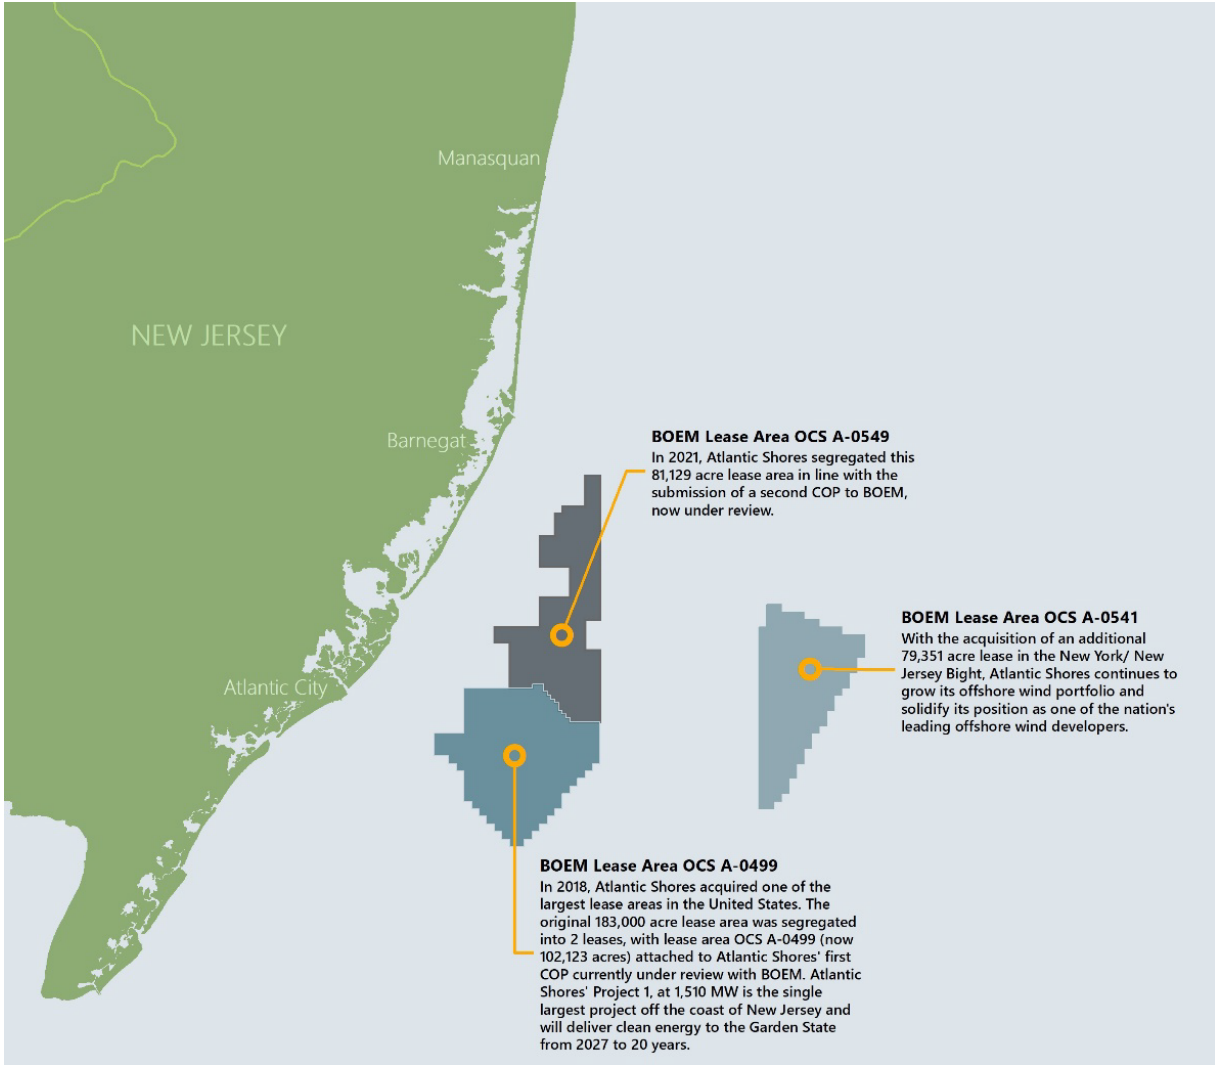 Manasquan
NEW JERSEY
Barnegat
BOEM Lease Area OCS A-0549
In 2021, Atlantic Shores segregated this
81,129 acre lease area in line with the
submission of a second COP to BOEM,
now under review.
BOEM Lease Area OCS A-0541
With the acquisition of an additional
79,351 acre lease in the New York/ New
Jersey Bight, Atlantic Shores continues to
grow its offshore wind portfolio and
solidify its position as one of the nation's
leading offshore wind developers.
Atlantic City
BOEM Lease Area OCS A-0499
In 2018, Atlantic Shores acquired one of the
largest lease areas in the United States. The
original 183,000 acre lease area was segregated
into 2 leases, with lease area OCS A-0499 (now
102,123 acres) attached to Atlantic Shores' first
COP currently under review with BOEM. Atlantic
Shores' Project 1, at 1,510 MW is the single
largest project off the coast of New Jersey and
will deliver clean energy to the Garden State
from 2027 to 20 years.